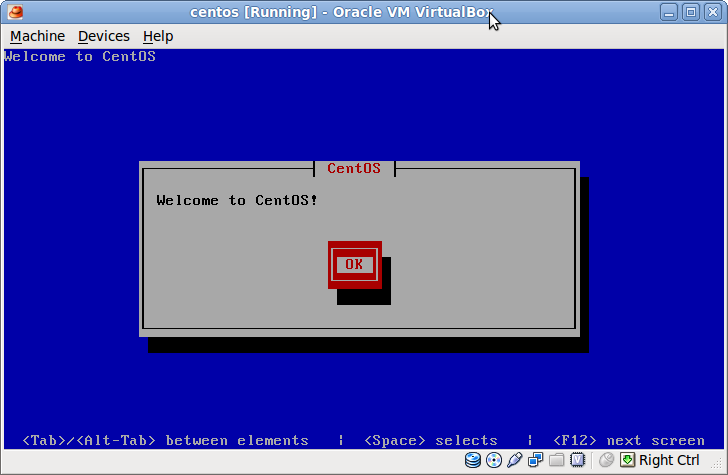 centos [Running] - Oracle VM VirtualBox
Machine Devices Help
Welcome to CentOS
CentOS
Welcome to CentOS!
OK
<Tab>/<Alt-Tab> between elements | <Space> selects | <F12> next screen
Right Ctrl